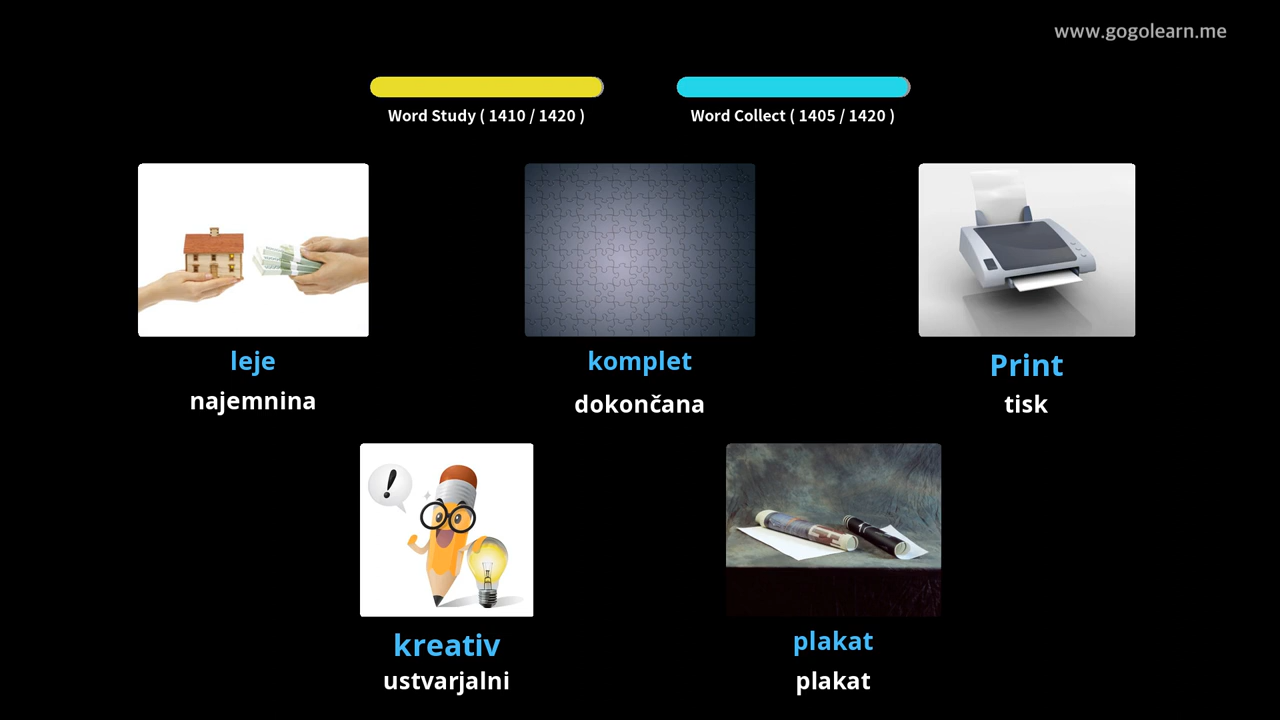 www.gogolearn.me
Word Study ( 1410 / 1420 )
Word Collect ( 1405 / 1420 )
leje
komplet
Print
najemnina
dokončana
tisk
kreativ
plakat
ustvarjalni
plakat